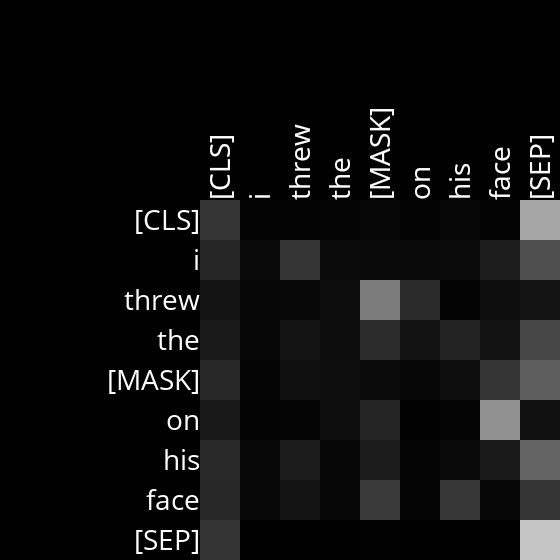 [CLS] i threw the [MASK] on his face [SEP]
[CLS]
i
threw
the
[MASK]
on
his
face
[SEP]